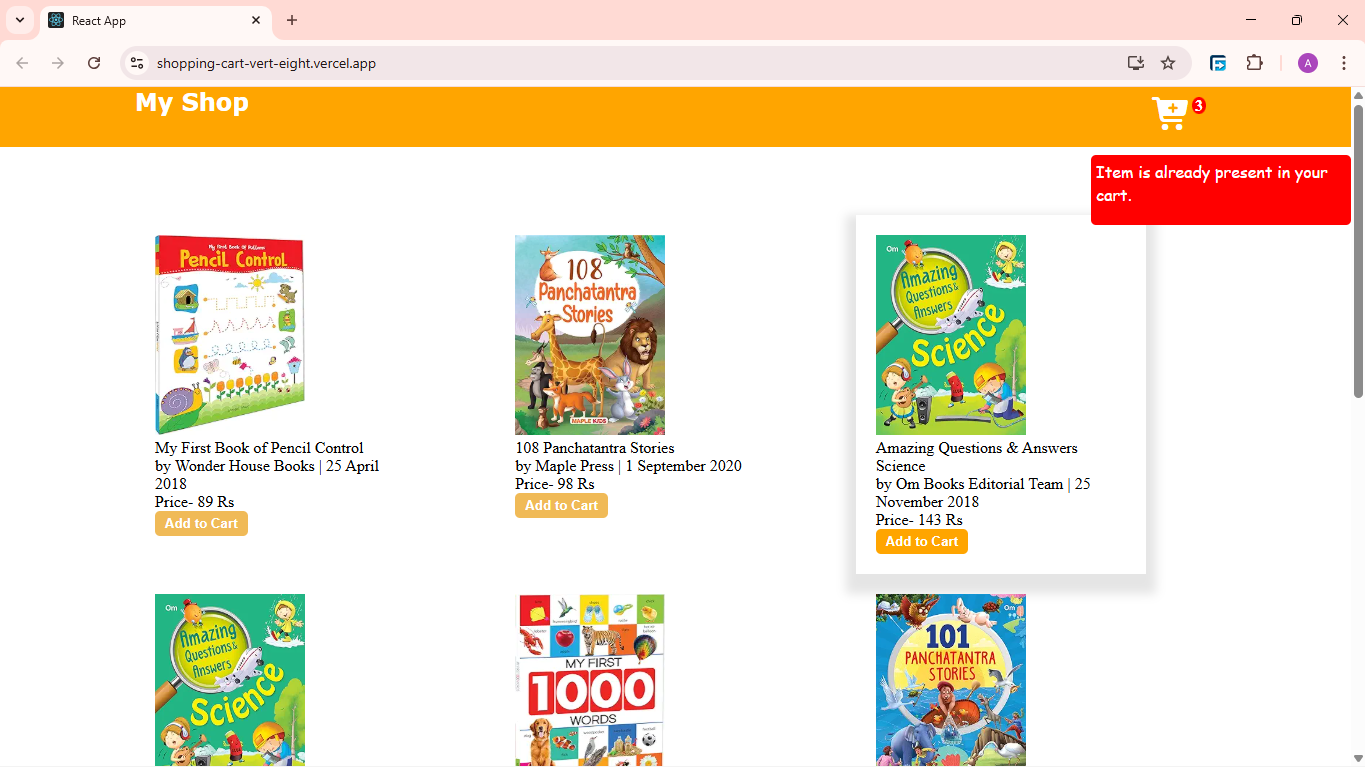 React App
shopping-cart-vert-eight.vercel.app
A
My Shop
3
Item is already present in your
cart.
My First Book of Patterns
Pencil Control
108
Panchatantra
Stories
MAPLE KIDS
Om
Amazing
Questions &
Answers
Science
My First Book of Pencil Control
by Wonder House Books | 25 April
2018
Price- 89 Rs
Add to Cart
108 Panchatantra Stories
by Maple Press | 1 September 2020
Price- 98 Rs
Add to Cart
Amazing Questions & Answers
Science
by Om Books Editorial Team | 25
November 2018
Price- 143 Rs
Add to Cart
Om
Amazing
Questions &
Answers
Science
MY FIRST
1000
WORDS
Om
101
PANCHATANTRA
STORIES